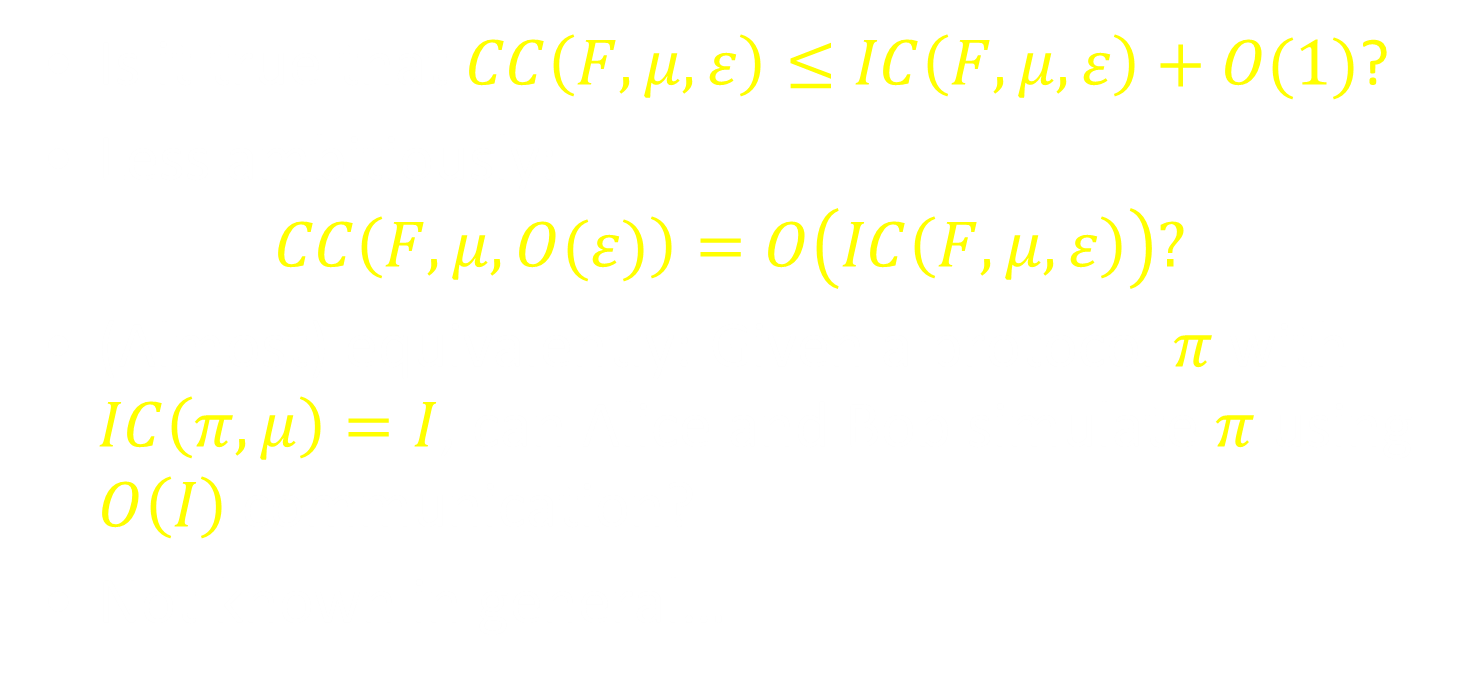 CC(F, μ, ε) ≤ IC(F, μ, ε) + O(1)?
CC(F, μ, O(ε)) = O(IC(F, μ, ε))?
π
IC(π, μ) = I π
O(I)